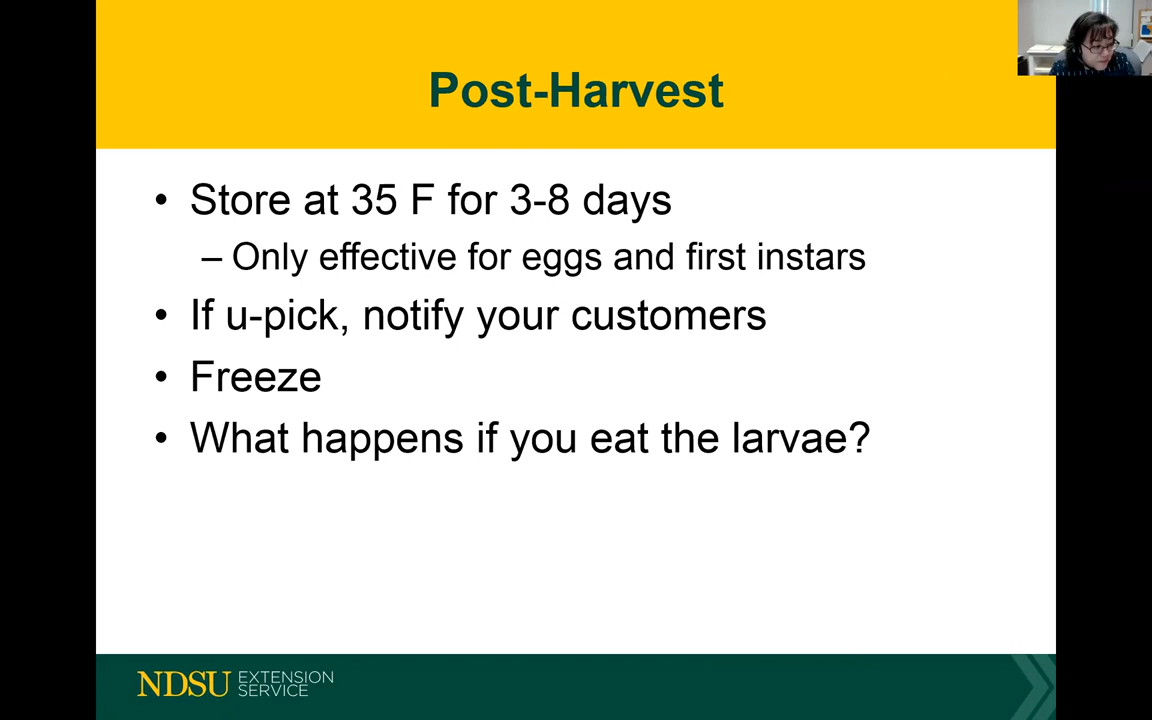 Post-Harvest
• Store at 35 F for 3-8 days
– Only effective for eggs and first instars
• If u-pick, notify your customers
• Freeze
• What happens if you eat the larvae?
NDSU EXTENSION
SERVICE